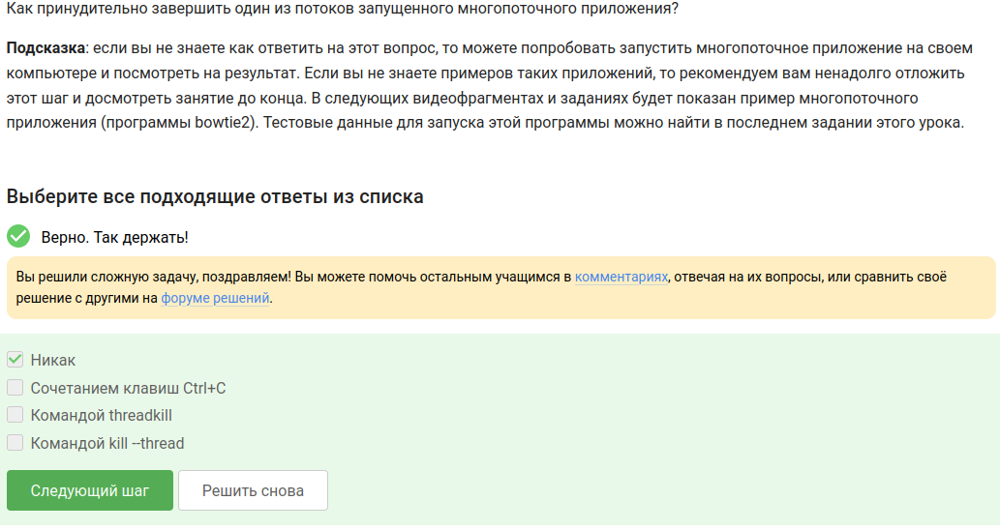 Как принудительно завершить один из потоков запущенного многопоточного приложения?
Подсказка: если вы не знаете как ответить на этот вопрос, то можете попробовать запустить многопоточное приложение на своем
компьютере и посмотреть на результат. Если вы не знаете примеров таких приложений, то рекомендуем вам ненадолго отложить
этот шаг и досмотреть занятие до конца. В следующих видеофрагментах и заданиях будет показан пример многопоточного
приложения (программы bowtie2). Тестовые данные для запуска этой программы можно найти в последнем задании этого урока.
Выберите все подходящие ответы из списка
Верно. Так держать!
Вы решили сложную задачу, поздравляем! Вы можете помочь остальным учащимся в комментариях, отвечая на их вопросы, или сравнить своё
решение с другими на форуме решений.
Никак
Сочетанием клавиш Ctrl+C
Командой threadkill
Командой kill --thread
Следующий шаг
Решить снова